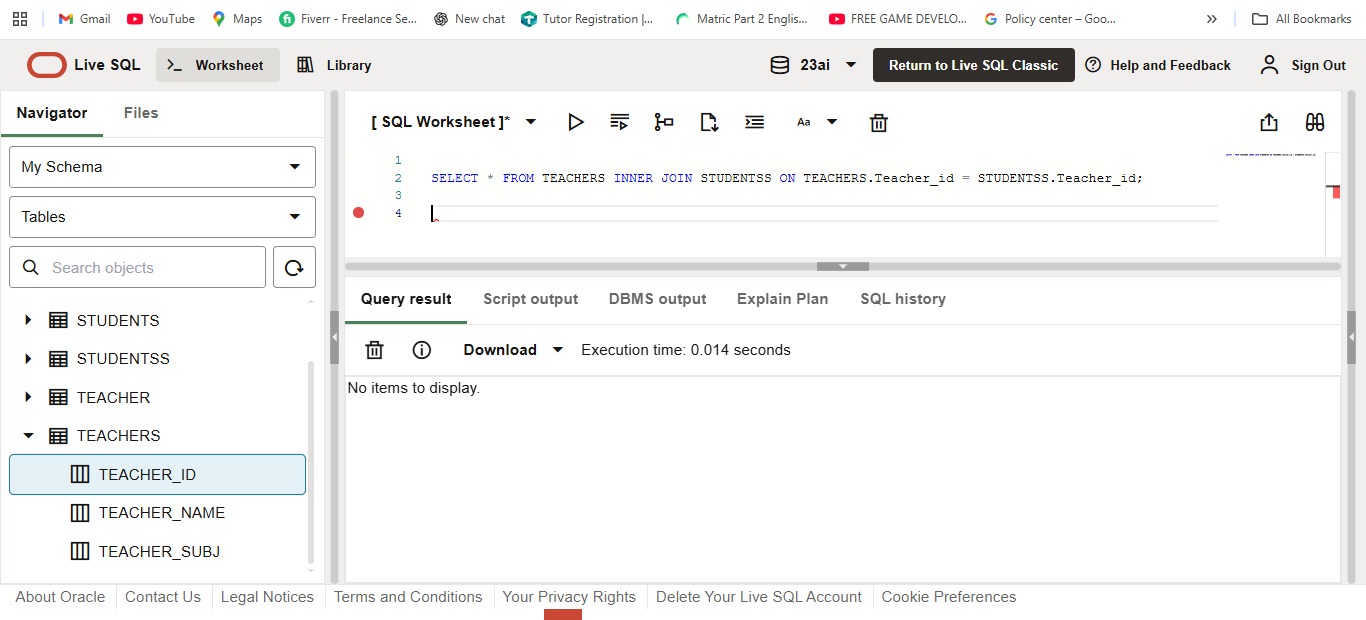 Gmail YouTube Maps Fiverr - Freelance Se... New chat Tutor Registration |... Matric Part 2 Englis... FREE GAME DEVELO... Policy center – Goo... » All Bookmarks
Live SQL >_ Worksheet Library 23ai Return to Live SQL Classic Help and Feedback Sign Out
Navigator Files
My Schema
Tables
Search objects
STUDENTS
STUDENTSS
TEACHER
TEACHERS
TEACHER_ID
TEACHER_NAME
TEACHER_SUBJ
[ SQL Worksheet ]* Aa
1
2 SELECT * FROM TEACHERS INNER JOIN STUDENTSS ON TEACHERS.Teacher_id = STUDENTSS.Teacher_id;
3
4
Query result Script output DBMS output Explain Plan SQL history
Download Execution time: 0.014 seconds
No items to display.
About Oracle Contact Us Legal Notices Terms and Conditions Your Privacy Rights Delete Your Live SQL Account Cookie Preferences